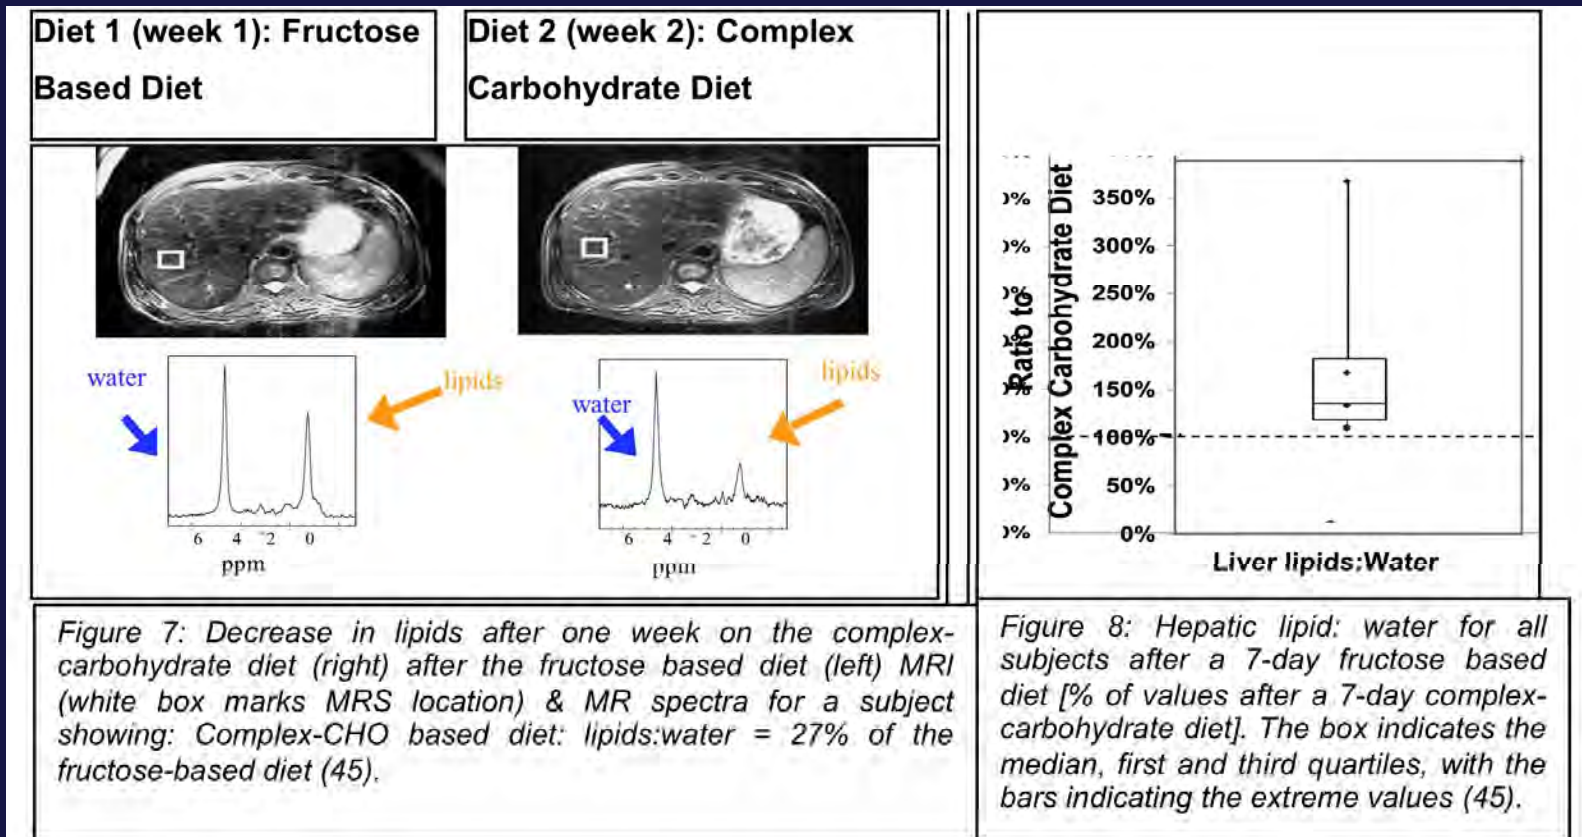 Diet 1 (week 1): Fructose
Based Diet
Diet 2 (week 2): Complex
Carbohydrate Diet
water
lipids
6 4 2 0
ppm
water
lipids
6 4 2 0
ppm
Figure 7: Decrease in lipids after one week on the complex-
carbohydrate diet (right) after the fructose based diet (left) MRI
(white box marks MRS location) & MR spectra for a subject
showing: Complex-CHO based diet: lipids:water = 27% of the
fructose-based diet (45).
Ratio to
Complex Carbohydrate Diet
350%
300%
250%
200%
150%
100%
50%
0%
Liver lipids:Water
Figure 8: Hepatic lipid: water for all
subjects after a 7-day fructose based
diet [% of values after a 7-day complex-
carbohydrate diet]. The box indicates the
median, first and third quartiles, with the
bars indicating the extreme values (45).